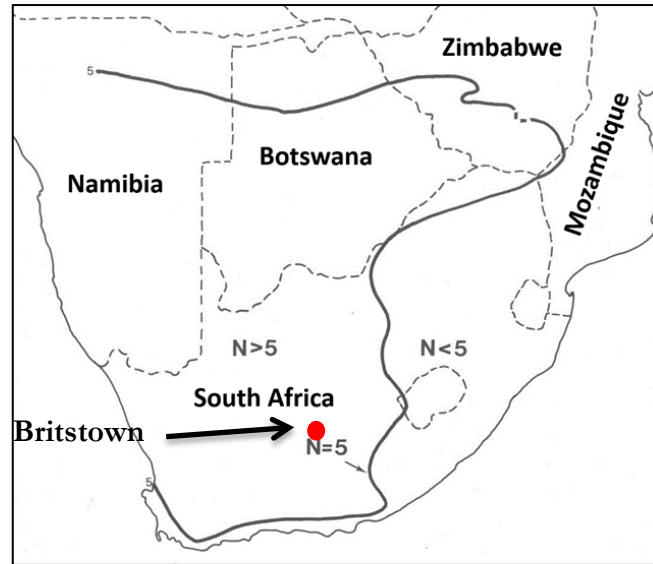 Zimbabwe
5
Botswana
Namibia
Mozambique
N>5
N<5
South Africa
Britstown
N=5
5